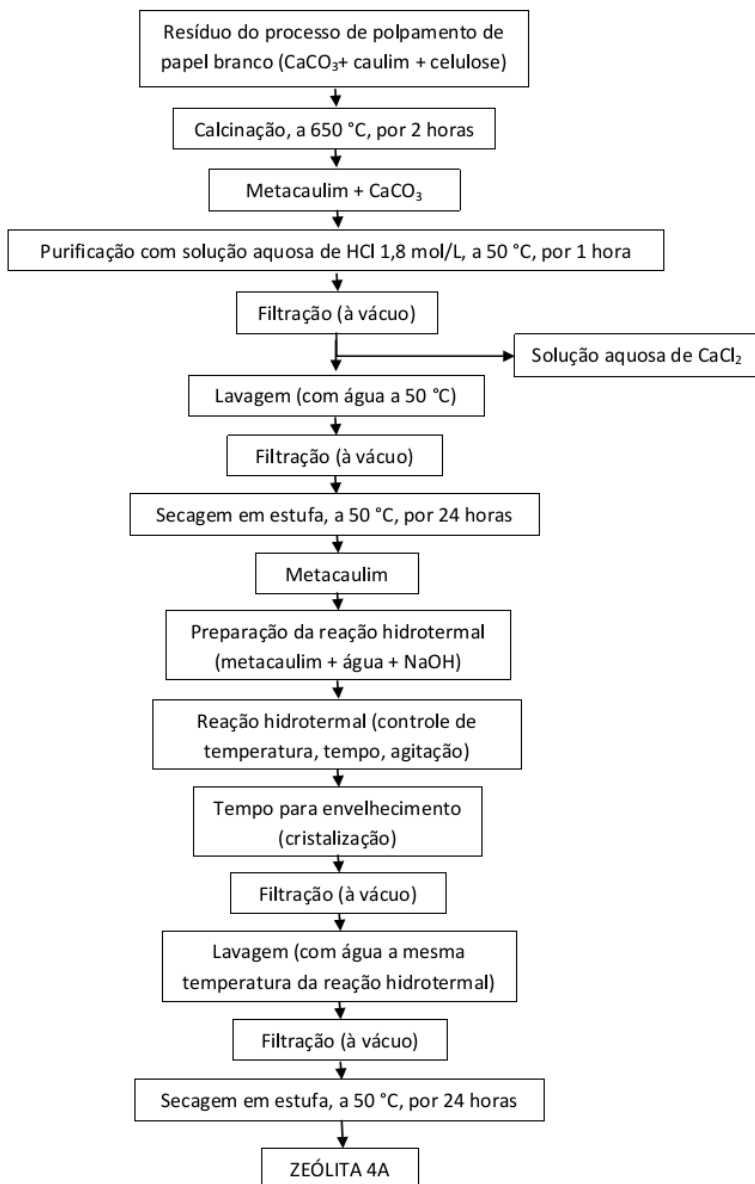 Resíduo do processo de polpamento de
papel branco (CaCO₃+ caulim + celulose)
Calcinação, a 650 °C, por 2 horas
Metacaulim + CaCO₃
Purificação com solução aquosa de HCl 1,8 mol/L, a 50 °C, por 1 hora
Filtração (à vácuo)
Solução aquosa de CaCl₂
Lavagem (com água a 50 °C)
Filtração (à vácuo)
Secagem em estufa, a 50 °C, por 24 horas
Metacaulim
Preparação da reação hidrotermal
(metacaulim + água + NaOH)
Reação hidrotermal (controle de
temperatura, tempo, agitação)
Tempo para envelhecimento
(cristalização)
Filtração (à vácuo)
Lavagem (com água a mesma
temperatura da reação hidrotermal)
Filtração (à vácuo)
Secagem em estufa, a 50 °C, por 24 horas
ZEÓLITA 4A